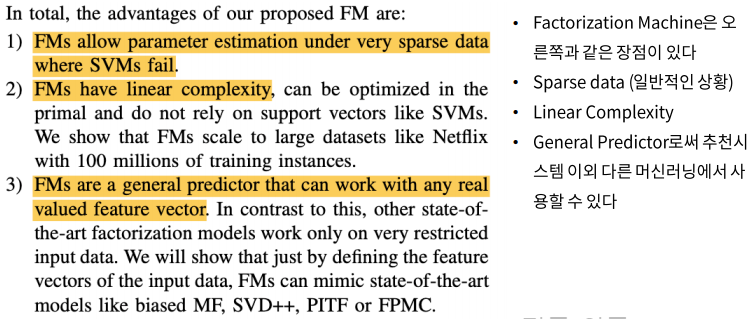 In total, the advantages of our proposed FM are:
1) FMs allow parameter estimation under very sparse data
where SVMs fail.
2) FMs have linear complexity, can be optimized in the
primal and do not rely on support vectors like SVMs.
We show that FMs scale to large datasets like Netflix
with 100 millions of training instances.
3) FMs are a general predictor that can work with any real
valued feature vector. In contrast to this, other state-of-
the-art factorization models work only on very restricted
input data. We will show that just by defining the feature
vectors of the input data, FMs can mimic state-of-the-art
models like biased MF, SVD++, PITF or FPMC.
• Factorization Machine은 오
른쪽과 같은 장점이 있다
• Sparse data (일반적인 상황)
• Linear Complexity
• General Predictor로써 추천시
스템 이외 다른 머신러닝에서 사
용할 수 있다